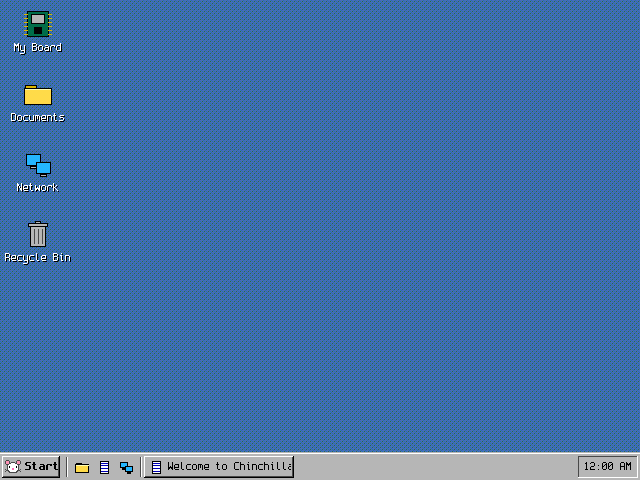 My Board
Documents
Network
Recycle Bin
Start
Welcome to Chinchilla
12:00 AM